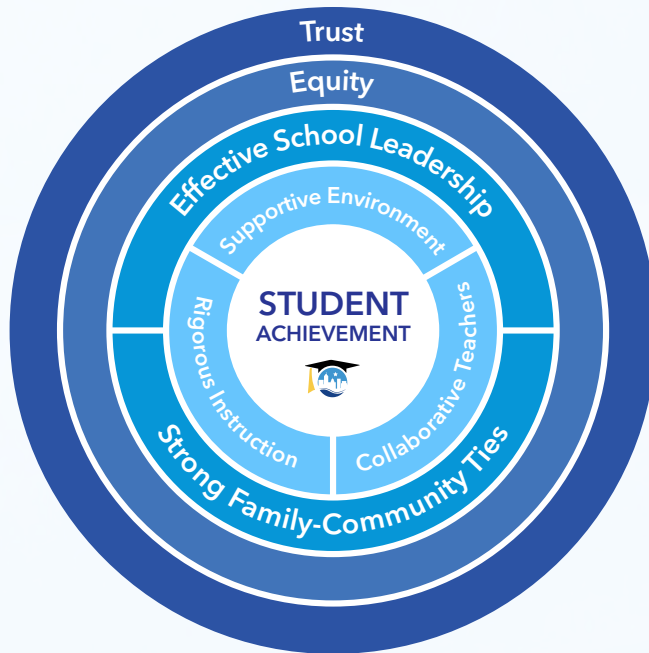 Trust
Equity
Effective School Leadership
Supportive Environment
STUDENT
ACHIEVEMENT
Rigorous Instruction
Collaborative Teachers
Strong Family-Community Ties